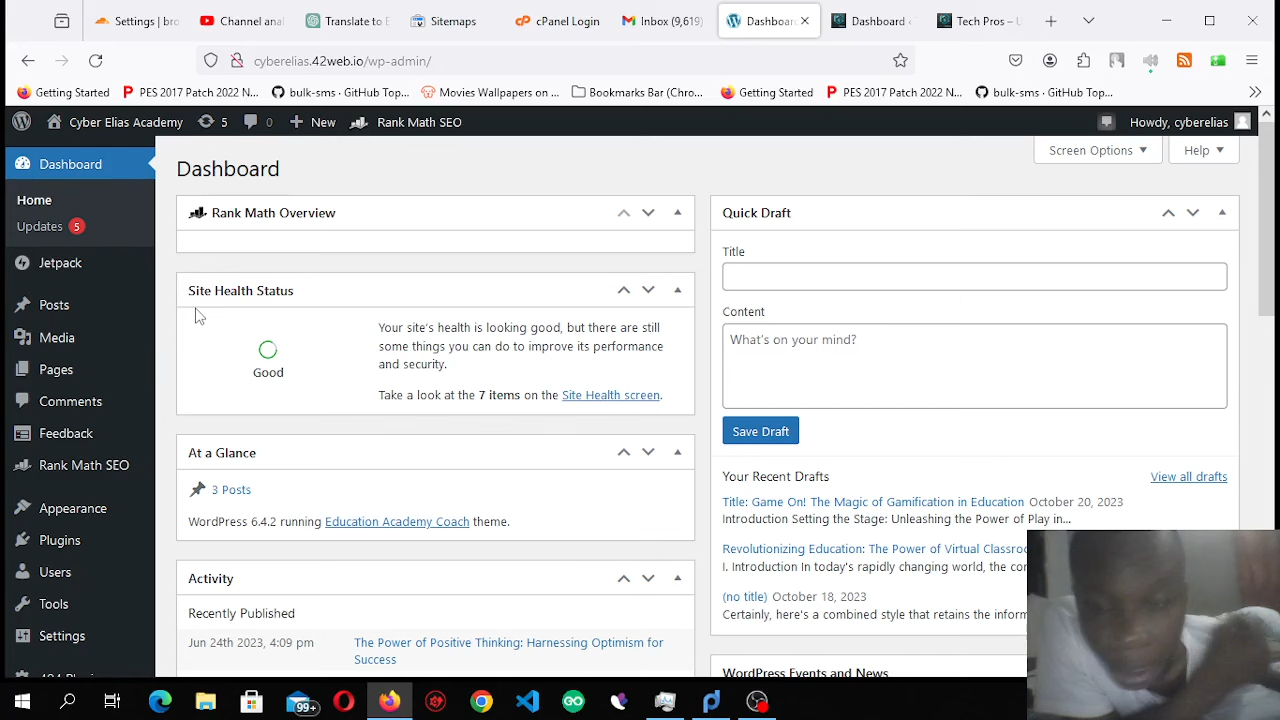 Settings | bro
Channel anal
Translate to E
Sitemaps
cPanel Login
Inbox (9,619)
Dashboar
Dashboard ‹
Tech Pros – U
cyberelias.42web.io/wp-admin/
Getting Started
PES 2017 Patch 2022 N...
bulk-sms · GitHub Top...
Movies Wallpapers on ...
Bookmarks Bar (Chro...
Getting Started
PES 2017 Patch 2022 N...
bulk-sms · GitHub Top...
Cyber Elias Academy
5
0
New
Rank Math SEO
Howdy, cyberelias
Dashboard
Home
Updates 5
Jetpack
Posts
Media
Pages
Comments
Feedback
Rank Math SEO
Appearance
Plugins
Users
Tools
Settings
Screen Options
Help
Dashboard
Rank Math Overview
Site Health Status
Good
Your site's health is looking good, but there are still
some things you can do to improve its performance
and security.
Take a look at the 7 items on the Site Health screen.
At a Glance
3 Posts
WordPress 6.4.2 running Education Academy Coach theme.
Activity
Recently Published
Jun 24th 2023, 4:09 pm
The Power of Positive Thinking: Harnessing Optimism for
Success
Quick Draft
Title
Content
What's on your mind?
Save Draft
Your Recent Drafts
View all drafts
Title: Game On! The Magic of Gamification in Education October 20, 2023
Introduction Setting the Stage: Unleashing the Power of Play in...
Revolutionizing Education: The Power of Virtual Classroo
I. Introduction In today's rapidly changing world, the con
(no title) October 18, 2023
Certainly, here's a combined style that retains the inform
WordPress Events and News
99+